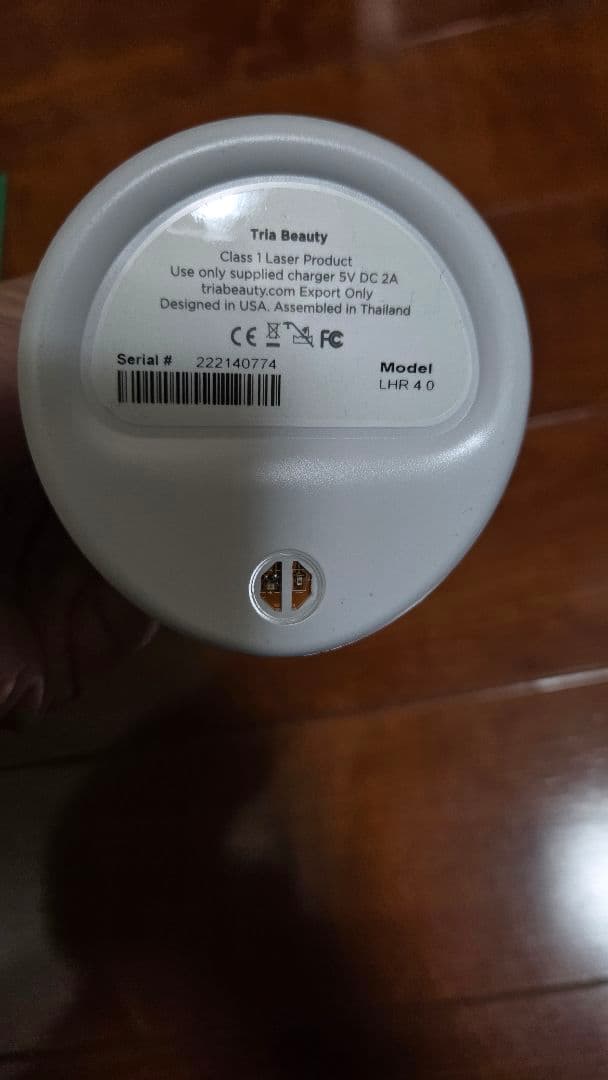 Tria Beauty
Class 1 Laser Product
Use only supplied charger 5V DC 2A
triabeauty.com Export Only
Designed in USA. Assembled in Thailand
CE FC
Serial # 222140774
Model
LHR 4.0